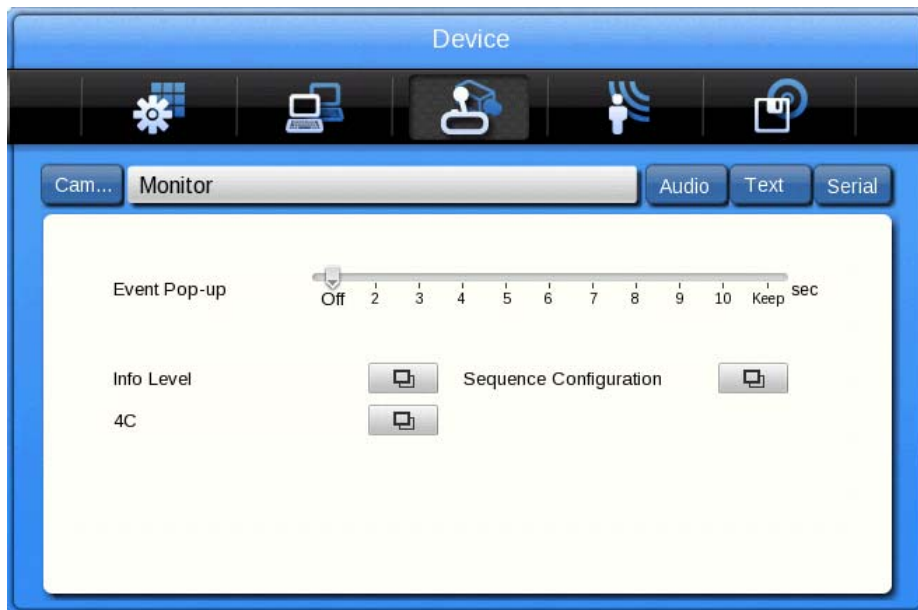 Device
Cam... Monitor Audio Text Serial
Event Pop-up
Off 2 3 4 5 6 7 8 9 10 Keep sec
Info Level Sequence Configuration
4C